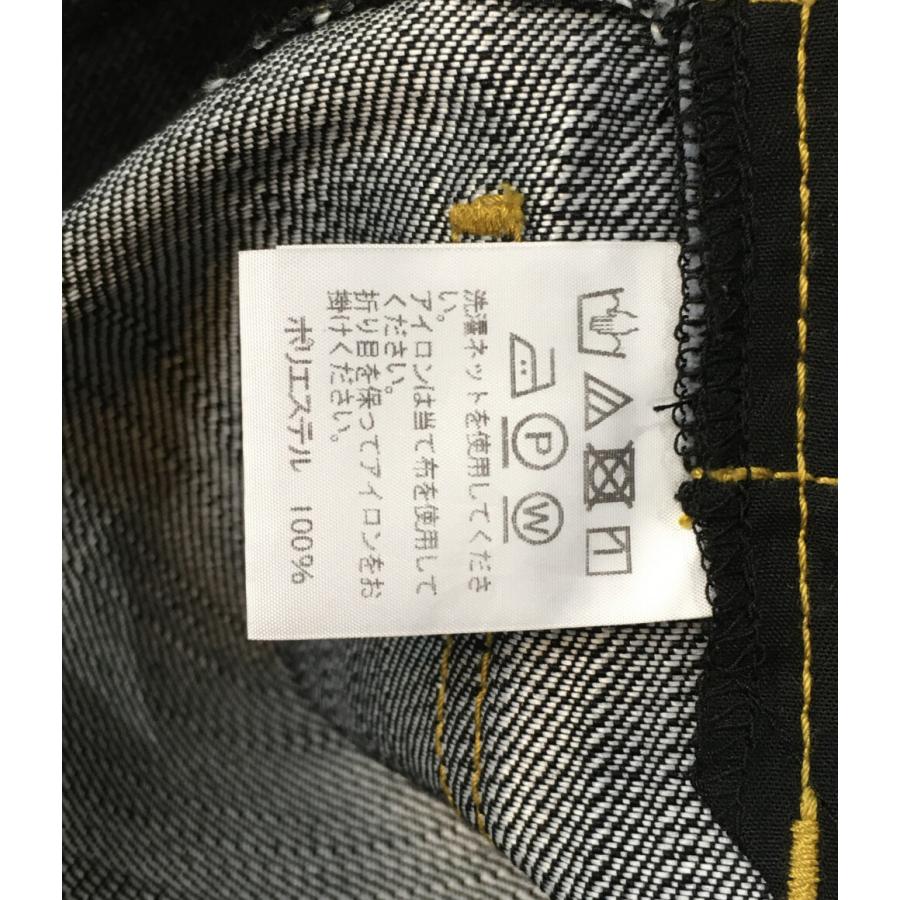 P W
洗濯ネットを使用してくださ
い。
アイロンは当て布を使用して
ください。
折り目を保ってアイロンをお
掛けください。
ポリエステル 100%